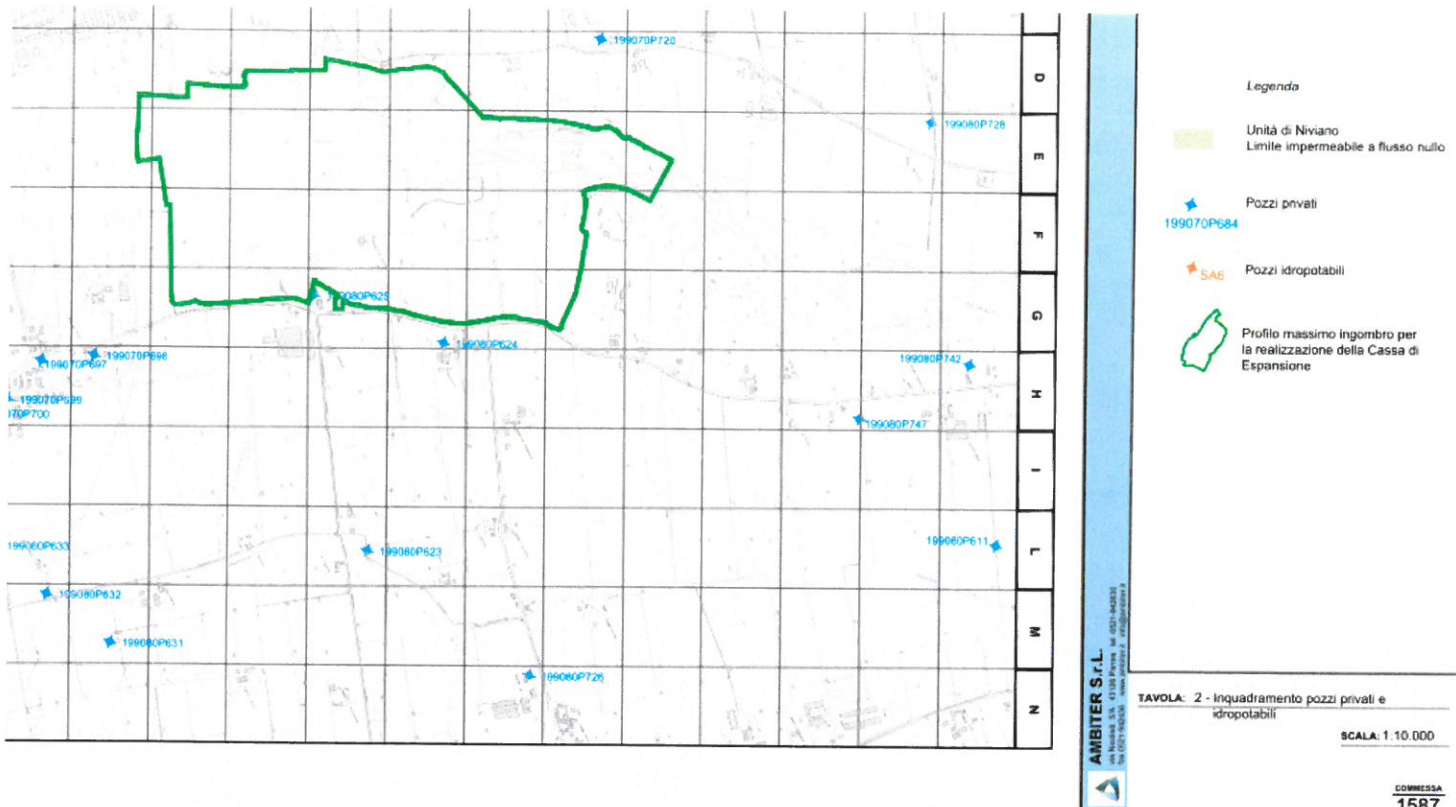 199070P720
D
199080P728
E
F
199080P625
G
199080P624
199080P742
199070P698
199070P697
H
199070P699
070P700
199080P747
I
199080P633
199080P623
199080P611
L
199080P632
199080P631
M
199080P726
N
Legenda
Unità di Niviano
Limite impermeabile a flusso nullo
Pozzi privati
199070P684
SA6
Pozzi idropotabili
Profilo massimo ingombro per
la realizzazione della Cassa di
Espansione
AMBITER S.r.L.
TAVOLA: 2 - Inquadramento pozzi privati e
idropotabili
SCALA: 1:10.000
COMMESSA
1587